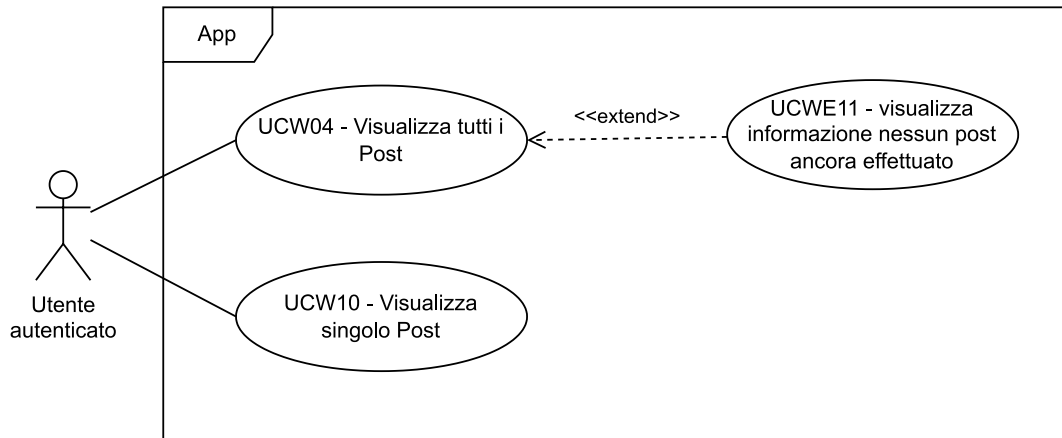 App
UCW04 - Visualizza tutti i
Post
<<extend>>
UCWE11 - visualizza
informazione nessun post
ancora effettuato
Utente
autenticato
UCW10 - Visualizza
singolo Post